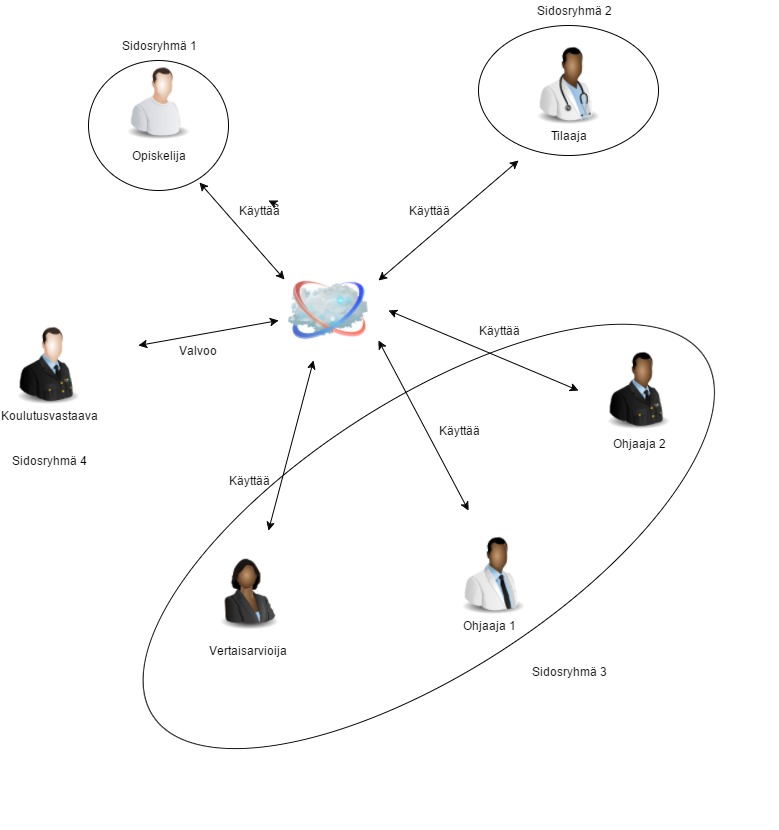 Sidosryhmä 2
Sidosryhmä 1
Tilaaja
Opiskelija
Käyttää
Käyttää
Käyttää
Valvoo
Koulutusvastaava
Käyttää
Ohjaaja 2
Sidosryhmä 4
Käyttää
Ohjaaja 1
Vertaisarvioija
Sidosryhmä 3